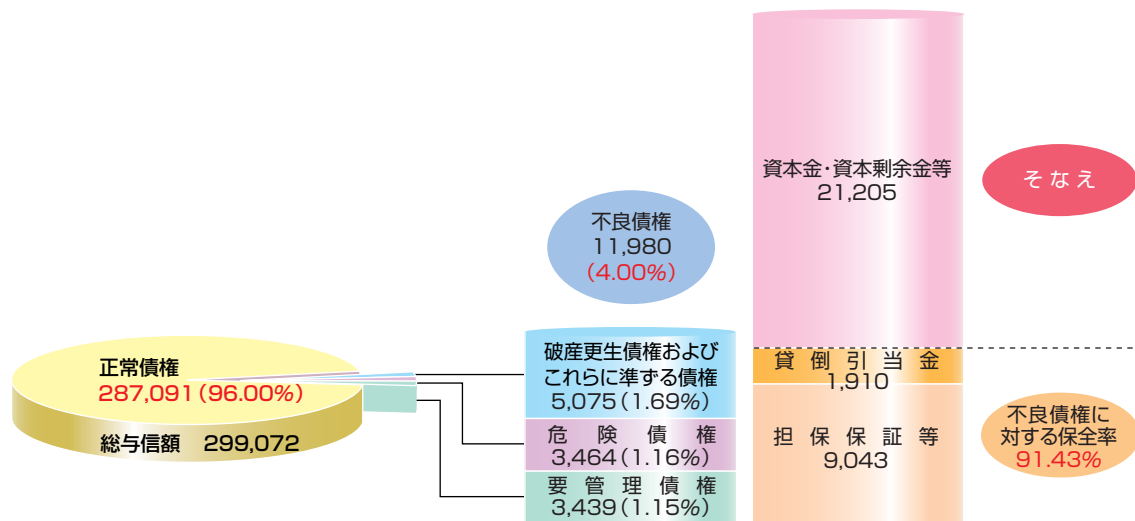 正常債権
287,091(96.00%)
総与信額 299,072
不良債権
11,980
(4.00%)
破産更生債権および
これらに準ずる債権
5,075(1.69%)
危険債権
3,464(1.16%)
要管理債権
3,439(1.15%)
資本金・資本剰余金等
21,205
貸倒引当金
1,910
担保保証等
9,043
そなえ
不良債権に
対する保全率
91.43%